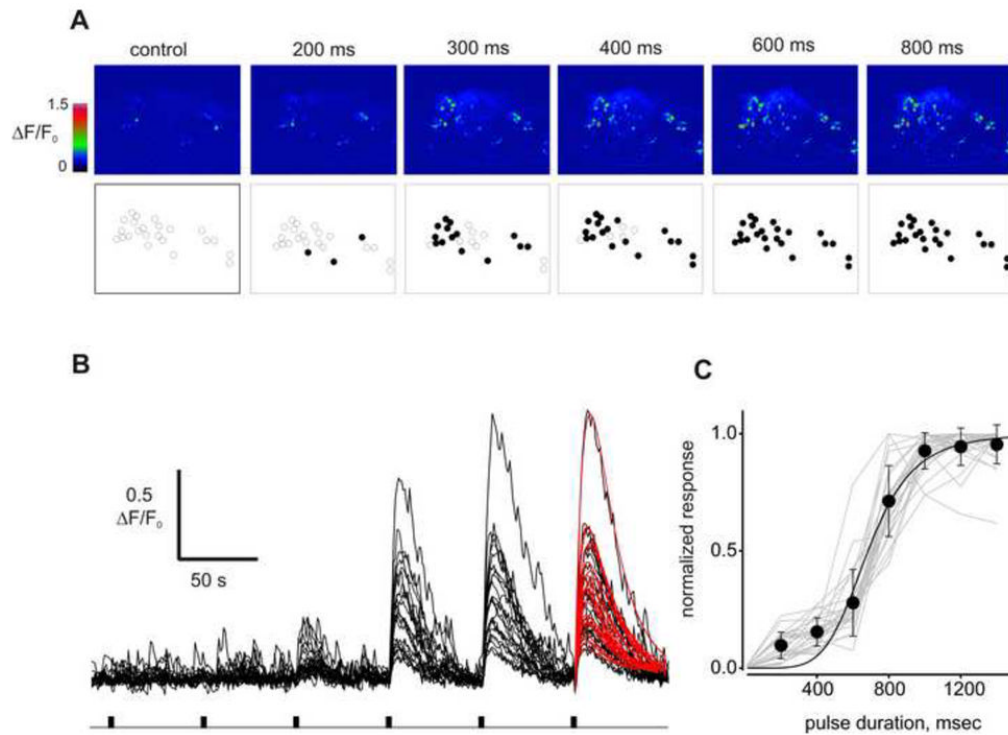 A
control 200 ms 300 ms 400 ms 600 ms 800 ms
1.5
ΔF/F₀
0
B
0.5
ΔF/F₀
50 s
C
normalized response
1.0
0.5
0.0
400 800 1200
pulse duration, msec